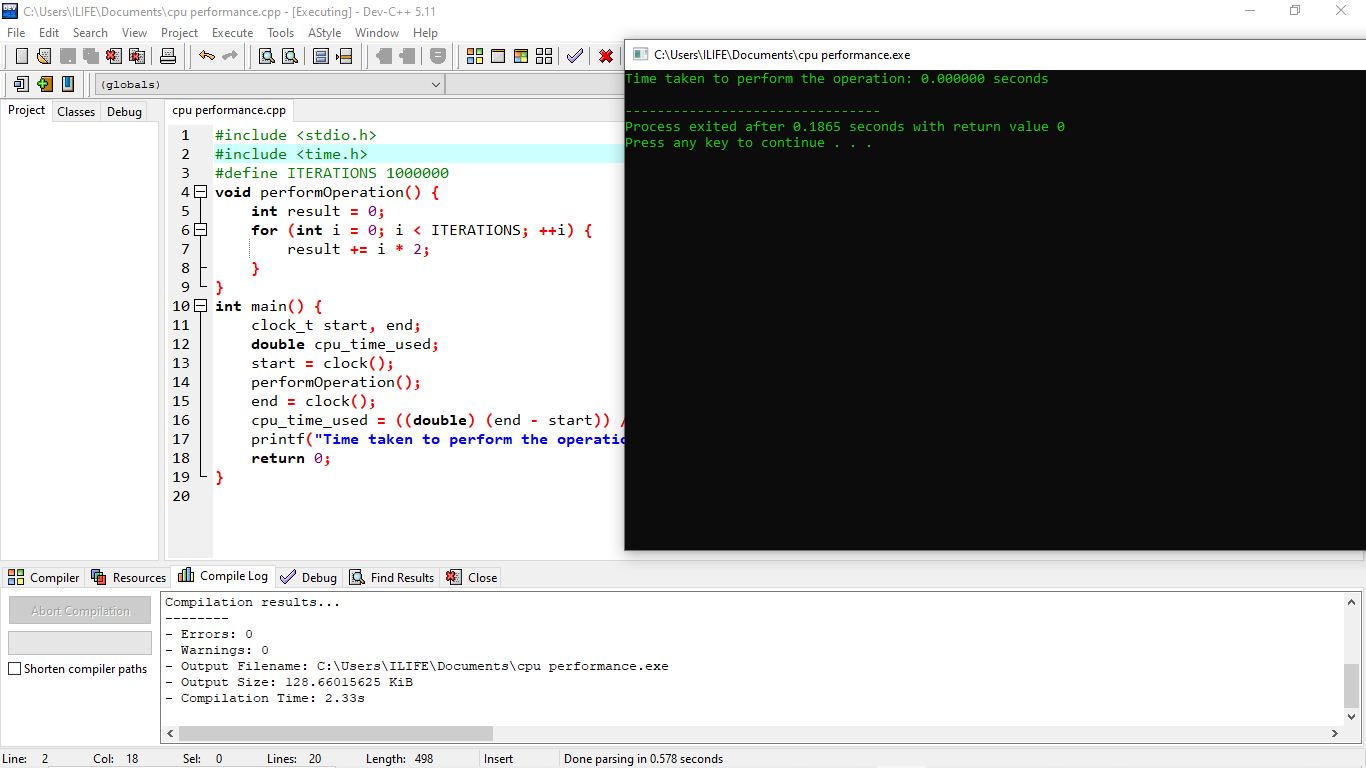 C:\Users\ILIFE\Documents\cpu performance.cpp - [Executing] - Dev-C++ 5.11
File Edit Search View Project Execute Tools AStyle Window Help
(globals)
Project Classes Debug
cpu performance.cpp
1 #include <stdio.h>
2 #include <time.h>
3 #define ITERATIONS 1000000
4 void performOperation() {
5 int result = 0;
6 for (int i = 0; i < ITERATIONS; ++i) {
7 result += i * 2;
8 }
9 }
10 int main() {
11 clock_t start, end;
12 double cpu_time_used;
13 start = clock();
14 performOperation();
15 end = clock();
16 cpu_time_used = ((double) (end - start)) /
17 printf("Time taken to perform the operatio
18 return 0;
19 }
20
C:\Users\ILIFE\Documents\cpu performance.exe
Time taken to perform the operation: 0.000000 seconds
--------------------------------
Process exited after 0.1865 seconds with return value 0
Press any key to continue . . .
Compiler Resources Compile Log Debug Find Results Close
Abort Compilation
Shorten compiler paths
Compilation results...
--------
- Errors: 0
- Warnings: 0
- Output Filename: C:\Users\ILIFE\Documents\cpu performance.exe
- Output Size: 128.66015625 KiB
- Compilation Time: 2.33s
Line: 2 Col: 18 Sel: 0 Lines: 20 Length: 498 Insert Done parsing in 0.578 seconds